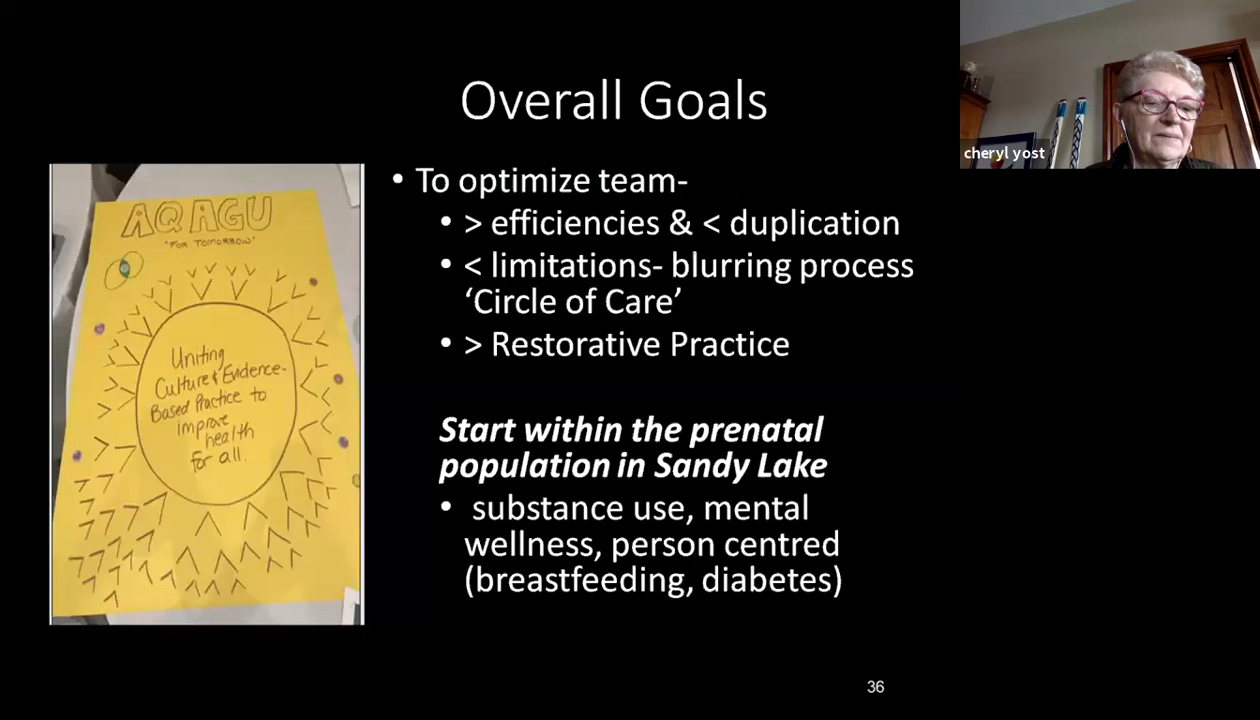 Overall Goals
cheryl yost
AQAGU
"FOR TOMORROW"
Uniting
Culture & Evidence-
Based Practice to
improve
health
for all.
• To optimize team-
• > efficiencies & < duplication
• < limitations- blurring process
‘Circle of Care’
• > Restorative Practice
Start within the prenatal
population in Sandy Lake
• substance use, mental
wellness, person centred
(breastfeeding, diabetes)
36